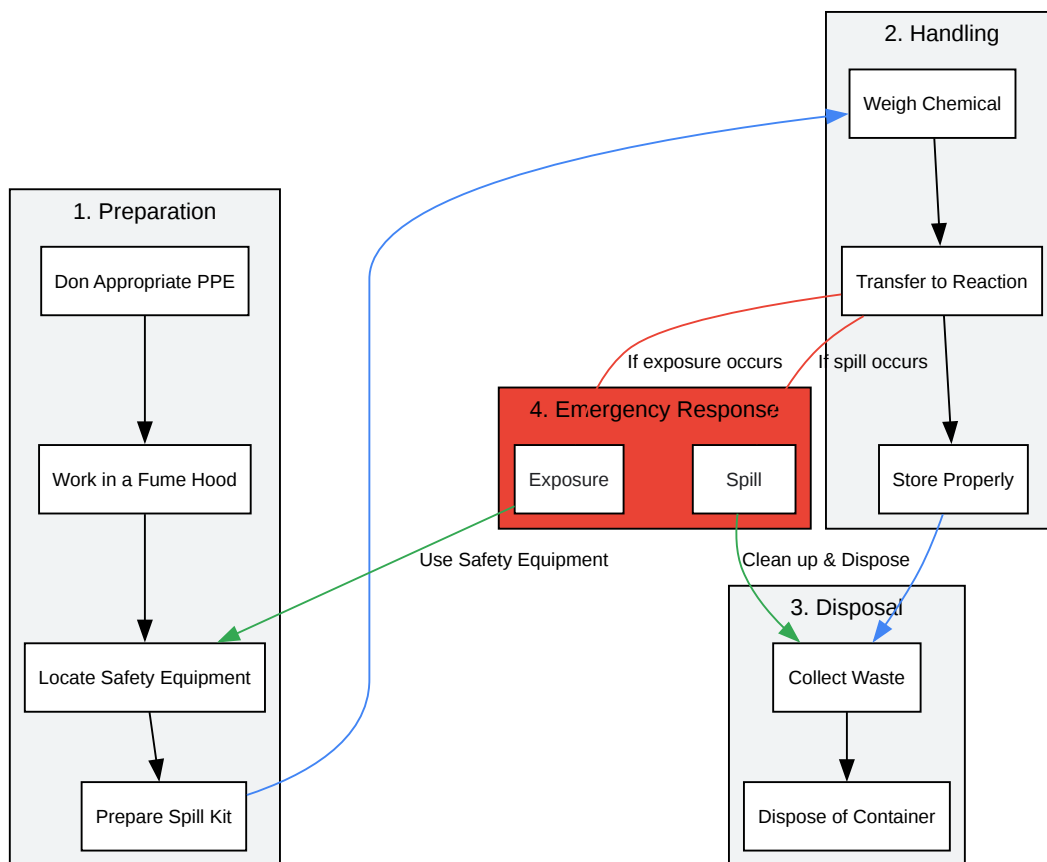 1. Preparation
Don Appropriate PPE
Work in a Fume Hood
Locate Safety Equipment
Prepare Spill Kit
2. Handling
Weigh Chemical
Transfer to Reaction
Store Properly
If exposure occurs
If spill occurs
4. Emergency Response
Exposure
Spill
Use Safety Equipment
Clean up & Dispose
3. Disposal
Collect Waste
Dispose of Container